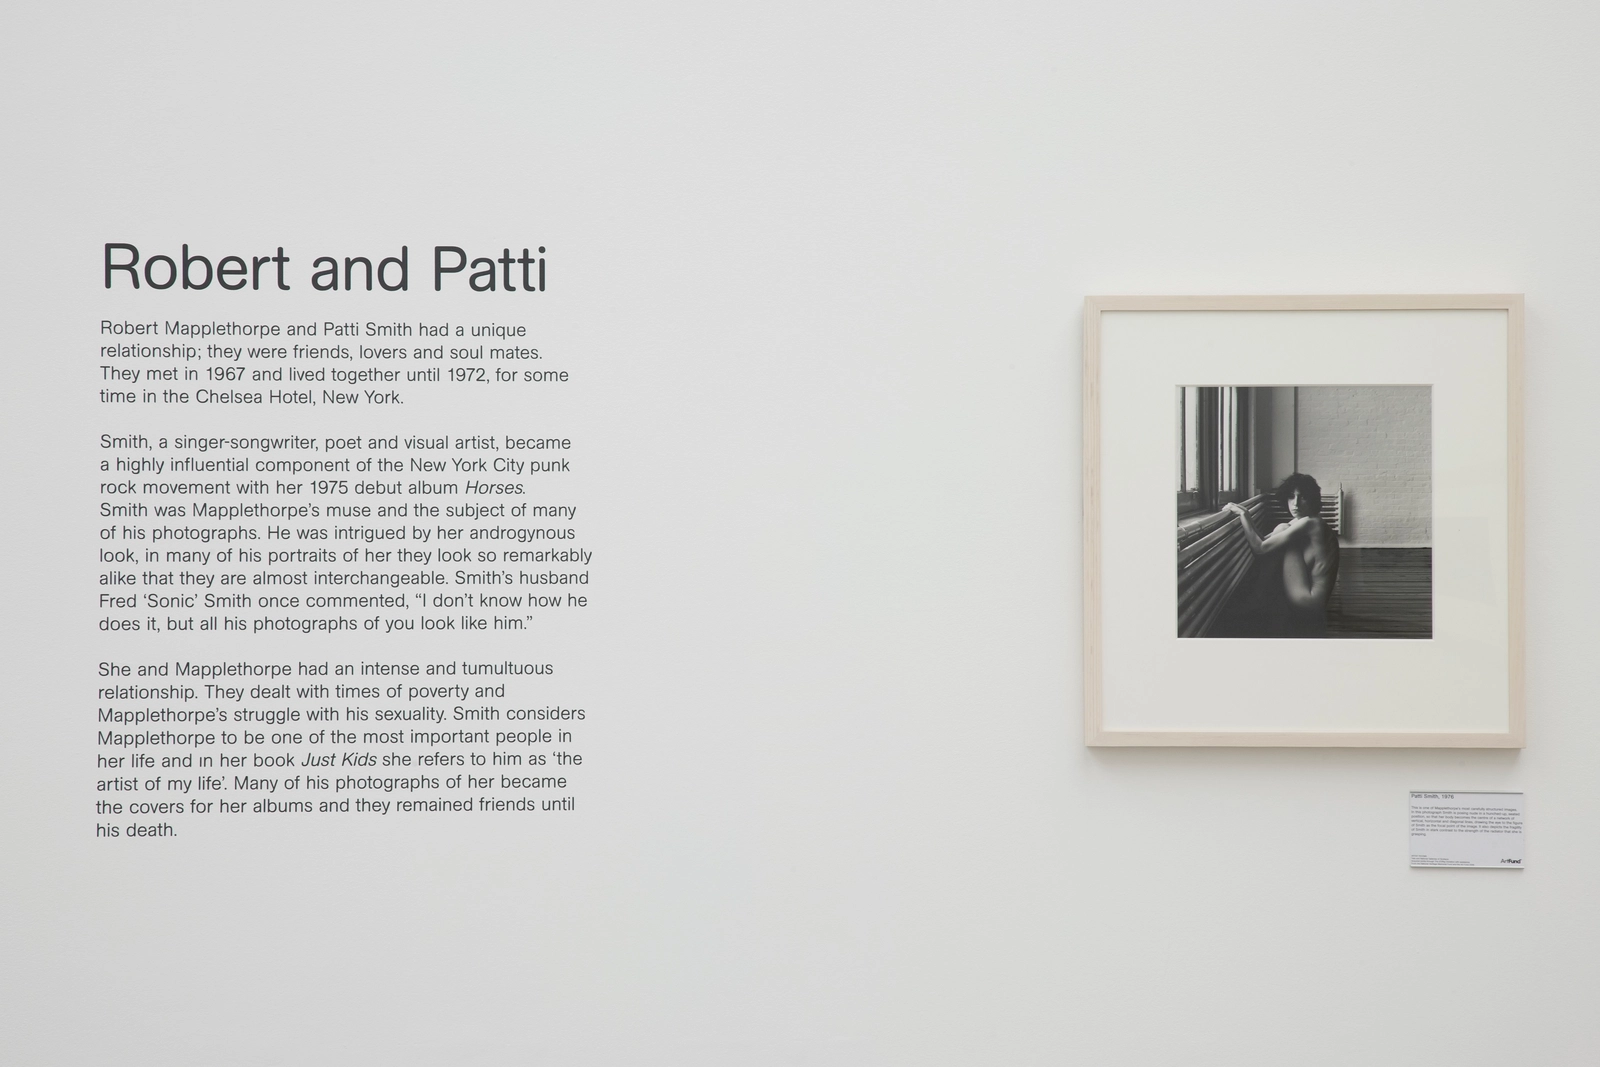 Robert and Patti
Robert Mapplethorpe and Patti Smith had a unique
relationship; they were friends, lovers and soul mates.
They met in 1967 and lived together until 1972, for some
time in the Chelsea Hotel, New York.
Smith, a singer-songwriter, poet and visual artist, became
a highly influential component of the New York City punk
rock movement with her 1975 debut album Horses.
Smith was Mapplethorpe's muse and the subject of many
of his photographs. He was intrigued by her androgynous
look, in many of his portraits of her they look so remarkably
alike that they are almost interchangeable. Smith's husband
Fred ‘Sonic’ Smith once commented, “I don't know how he
does it, but all his photographs of you look like him.”
She and Mapplethorpe had an intense and tumultuous
relationship. They dealt with times of poverty and
Mapplethorpe's struggle with his sexuality. Smith considers
Mapplethorpe to be one of the most important people in
her life and in her book Just Kids she refers to him as ‘the
artist of my life’. Many of his photographs of her became
the covers for her albums and they remained friends until
his death.
Patti Smith, 1976
ArtFund